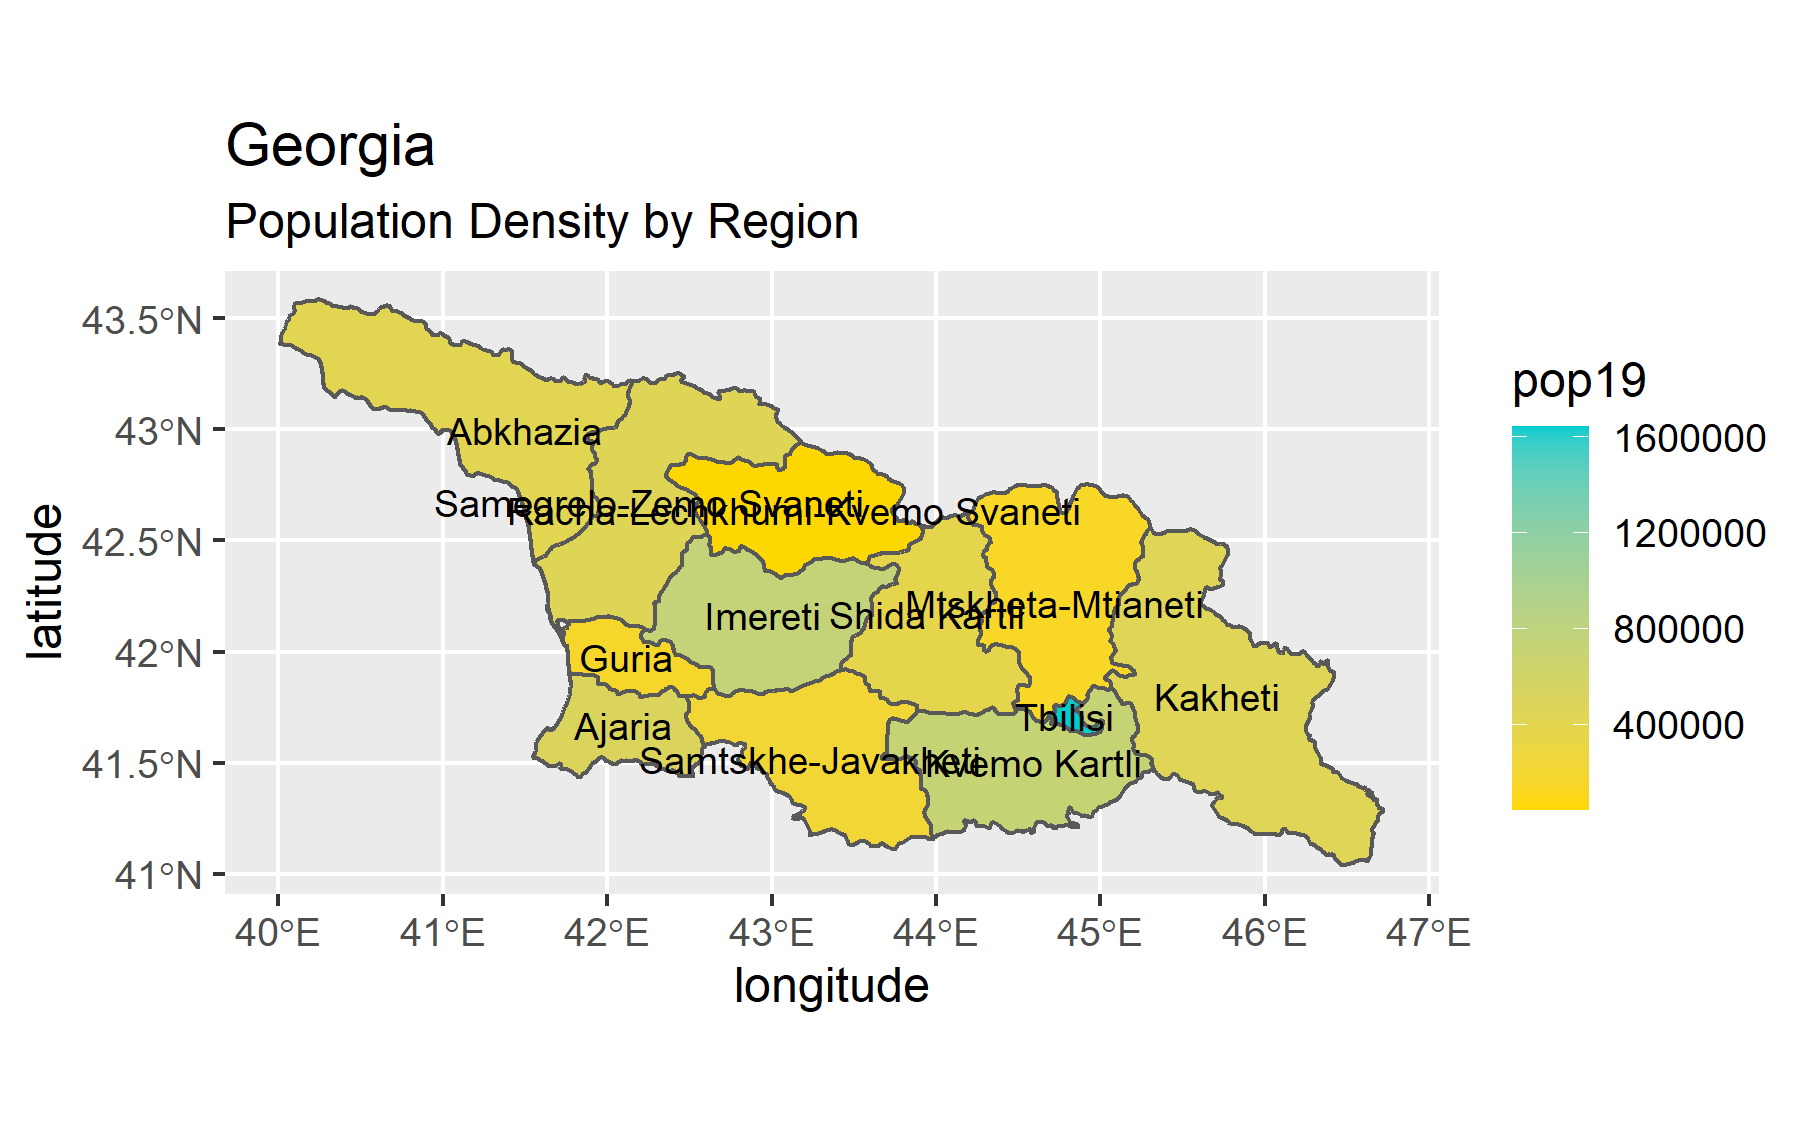 Georgia
Population Density by Region
43.5°N
43°N
42.5°N
42°N
41.5°N
41°N
latitude
Abkhazia
Samegrelo-Zemo Svaneti
Racha-Lechkhumi-Kvemo Svaneti
Imereti
Shida Kartli
Mtskheta-Mtianeti
Guria
Kakheti
Ajaria
Tbilisi
Samtskhe-Javakheti
Kvemo Kartli
40°E
41°E
42°E
43°E
44°E
45°E
46°E
47°E
longitude
pop19
1600000
1200000
800000
400000